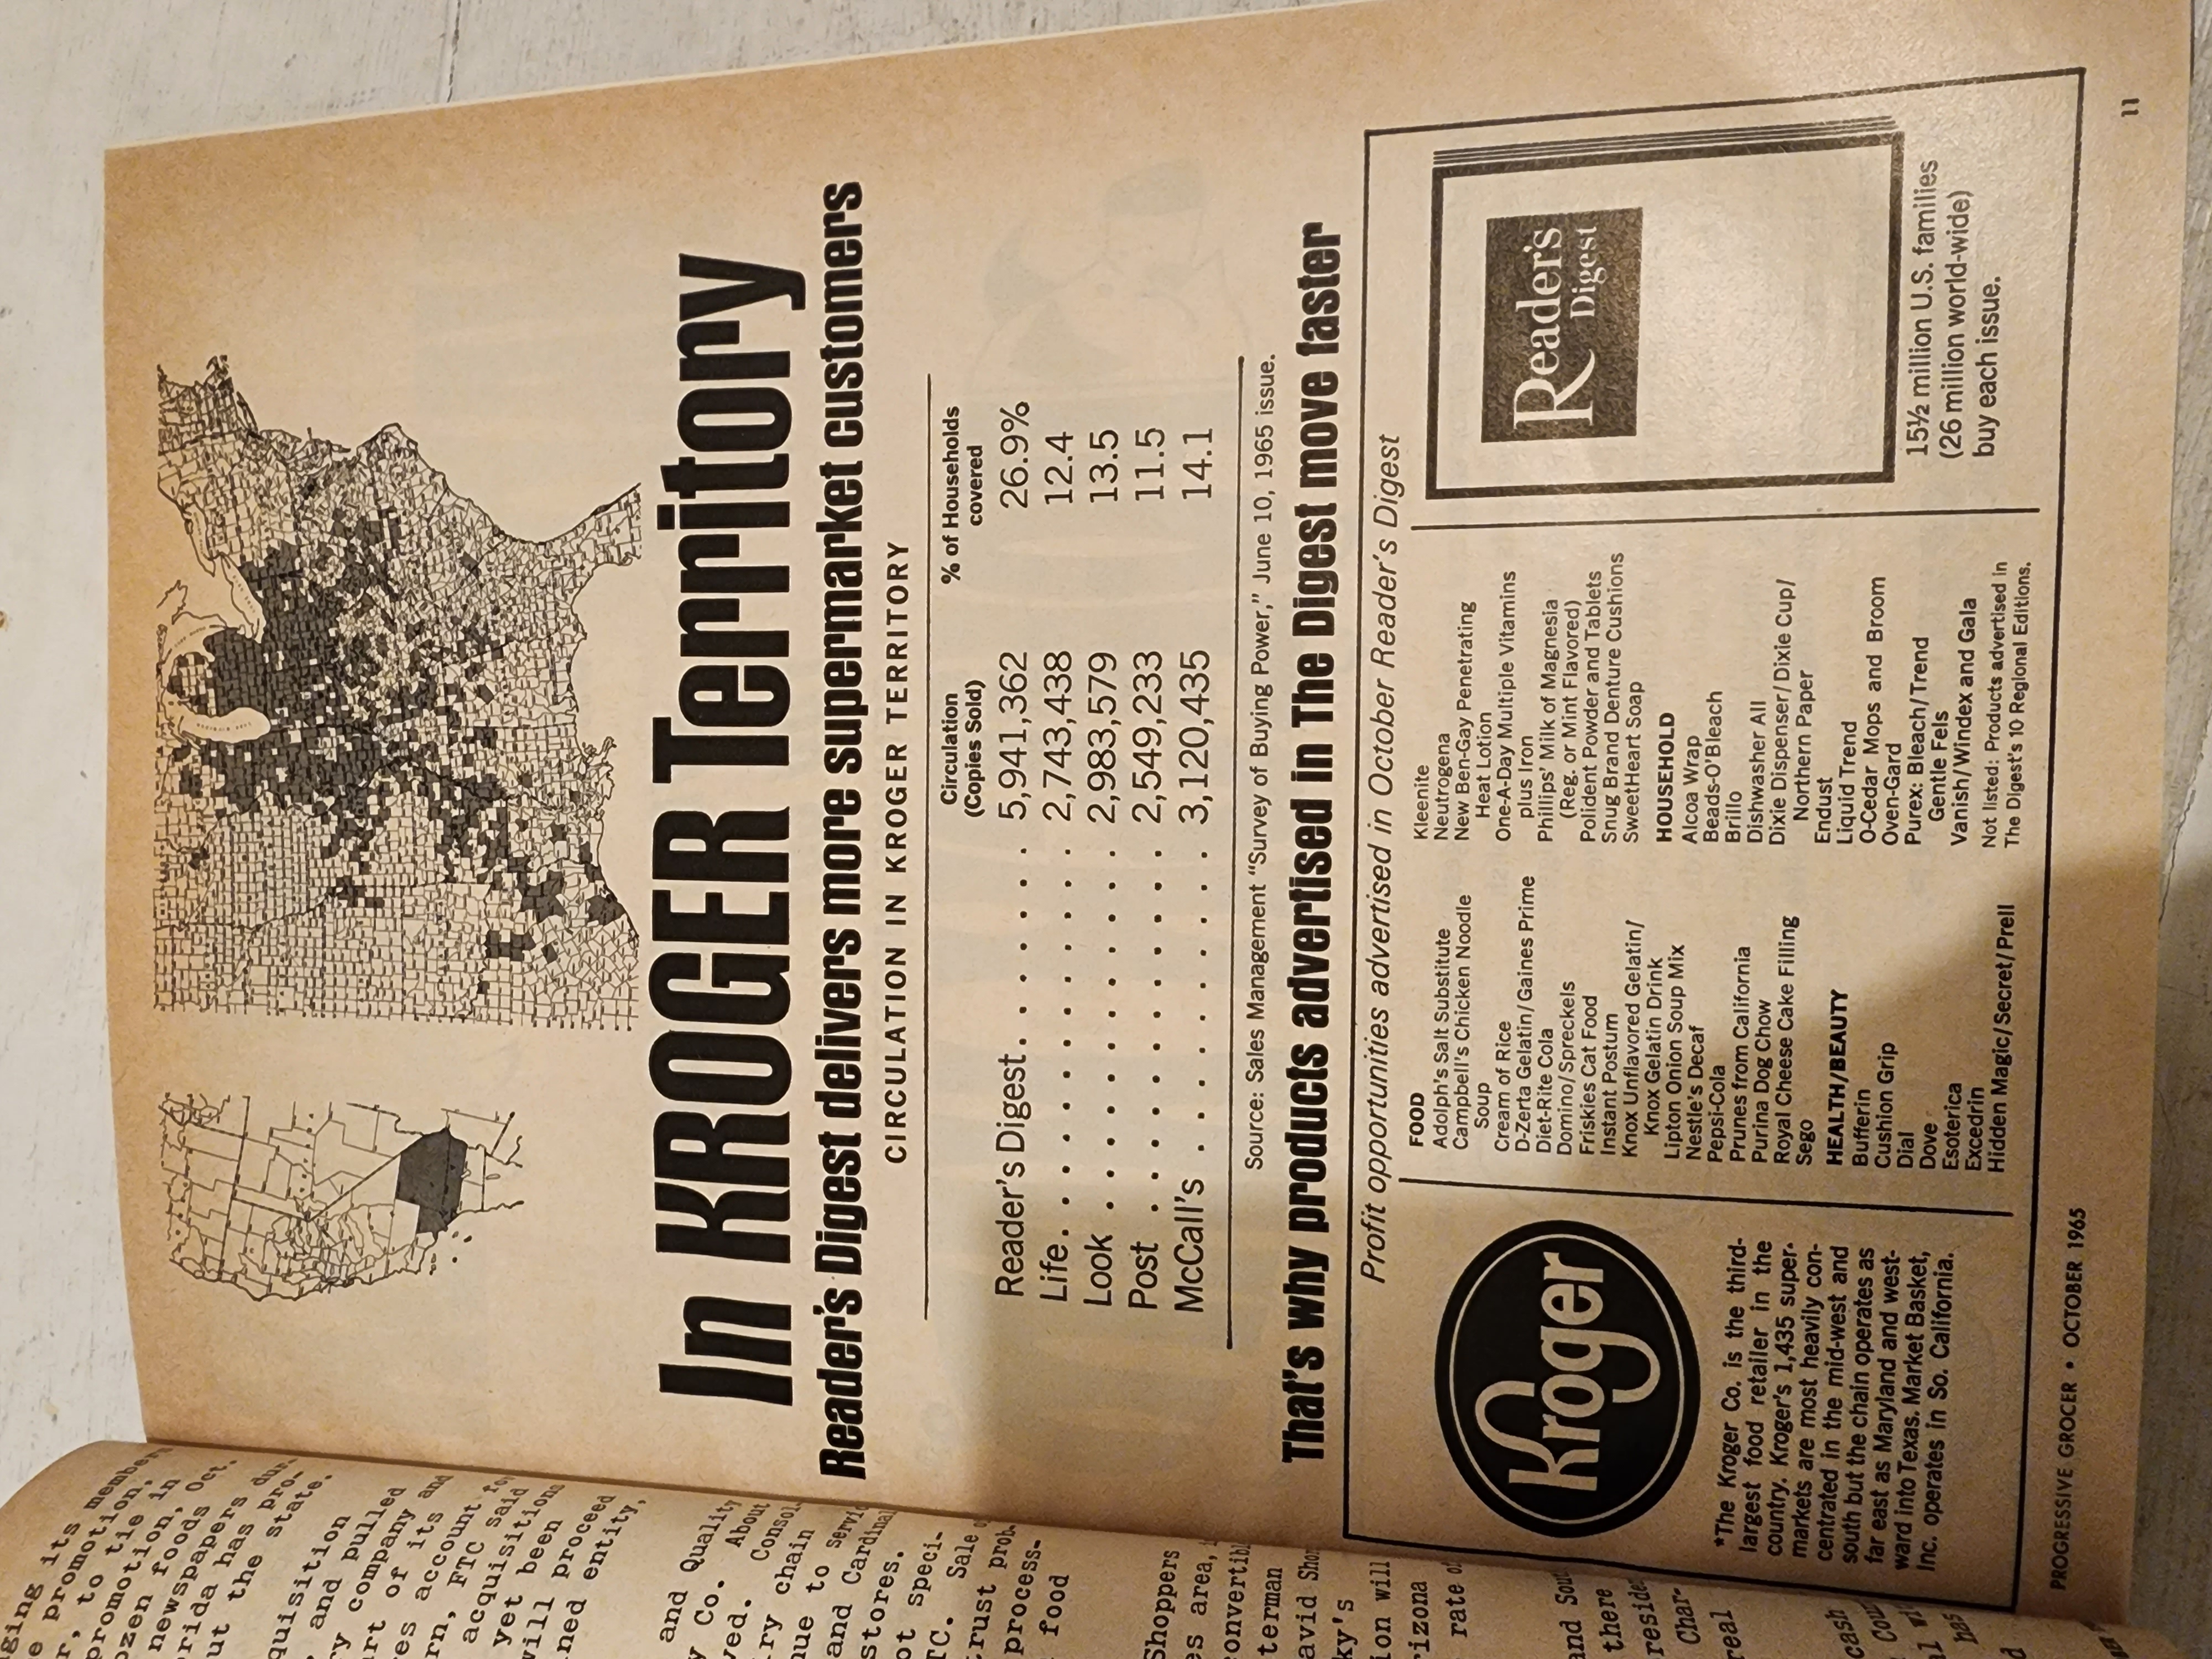 In KROGER Territory
Reader's Digest delivers more supermarket customers
CIRCULATION IN KROGER TERRITORY
Circulation % of Households
(Copies Sold) covered
Reader's Digest. . . . . . . 5,941,362 26.9%
Life. . . . . . . . . . . 2,743,438 12.4
Look . . . . . . . . . . 2,983,579 13.5
Post . . . . . . . . . . 2,549,233 11.5
McCall's . . . . . . . . . 3,120,435 14.1
Source: Sales Management "Survey of Buying Power," June 10, 1965 issue.
That's why products advertised in The Digest move faster
Profit opportunities advertised in October Reader's Digest
Kroger
*The Kroger Co. is the third-
largest food retailer in the
country. Kroger's 1,435 super-
markets are most heavily con-
centrated in the mid-west and
south but the chain operates as
far east as Maryland and west-
ward into Texas. Market Basket,
Inc. operates in So. California.
FOOD
Adolph's Salt Substitute
Campbell's Chicken Noodle
Soup
Cream of Rice
D-Zerta Gelatin/Gaines Prime
Diet-Rite Cola
Domino/Spreckels
Friskies Cat Food
Instant Postum
Knox Unflavored Gelatin/
Knox Gelatin Drink
Lipton Onion Soup Mix
Nestle's Decaf
Pepsi-Cola
Prunes from California
Purina Dog Chow
Royal Cheese Cake Filling
Sego
HEALTH/BEAUTY
Bufferin
Cushion Grip
Dial
Dove
Esoterica
Excedrin
Hidden Magic/Secret/Prell
Kleenite
Neutrogena
New Ben-Gay Penetrating
Heat Lotion
One-A-Day Multiple Vitamins
plus Iron
Phillips' Milk of Magnesia
(Reg. or Mint Flavored)
Polident Powder and Tablets
Snug Brand Denture Cushions
SweetHeart Soap
HOUSEHOLD
Alcoa Wrap
Beads-O'Bleach
Brillo
Dishwasher All
Dixie Dispenser/Dixie Cup/
Northern Paper
Endust
Liquid Trend
O-Cedar Mops and Broom
Oven-Gard
Purex: Bleach/Trend
Gentle Fels
Vanish/Windex and Gala
Not listed: Products advertised in
The Digest's 10 Regional Editions.
Reader's
Digest
15½ million U.S. families
(26 million world-wide)
buy each issue.
PROGRESSIVE GROCER • OCTOBER 1965
11